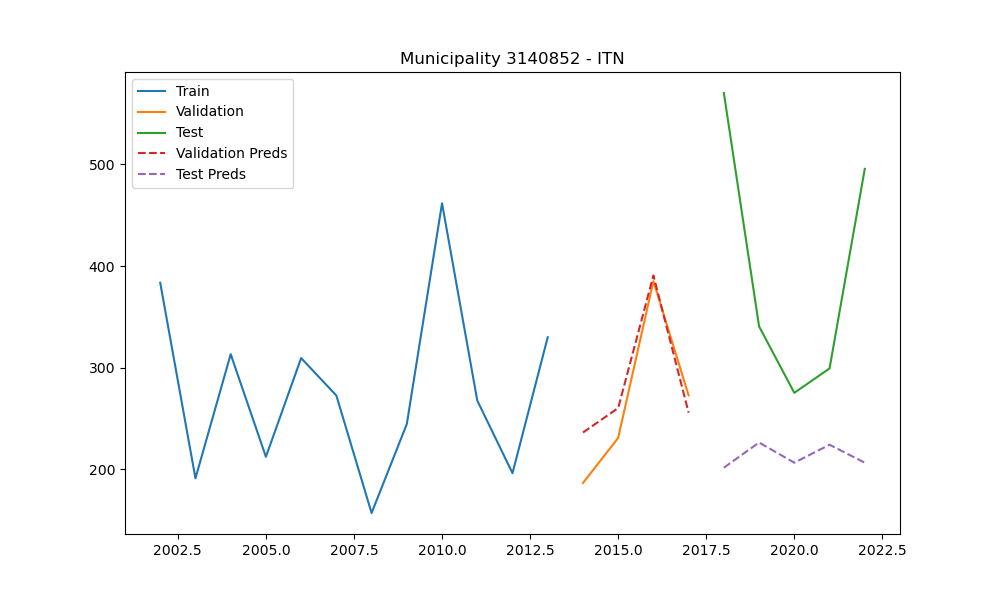 Municipality 3140852 - ITN
Train
Validation
Test
Validation Preds
Test Preds
500
400
300
200
2002.5 2005.0 2007.5 2010.0 2012.5 2015.0 2017.5 2020.0 2022.5